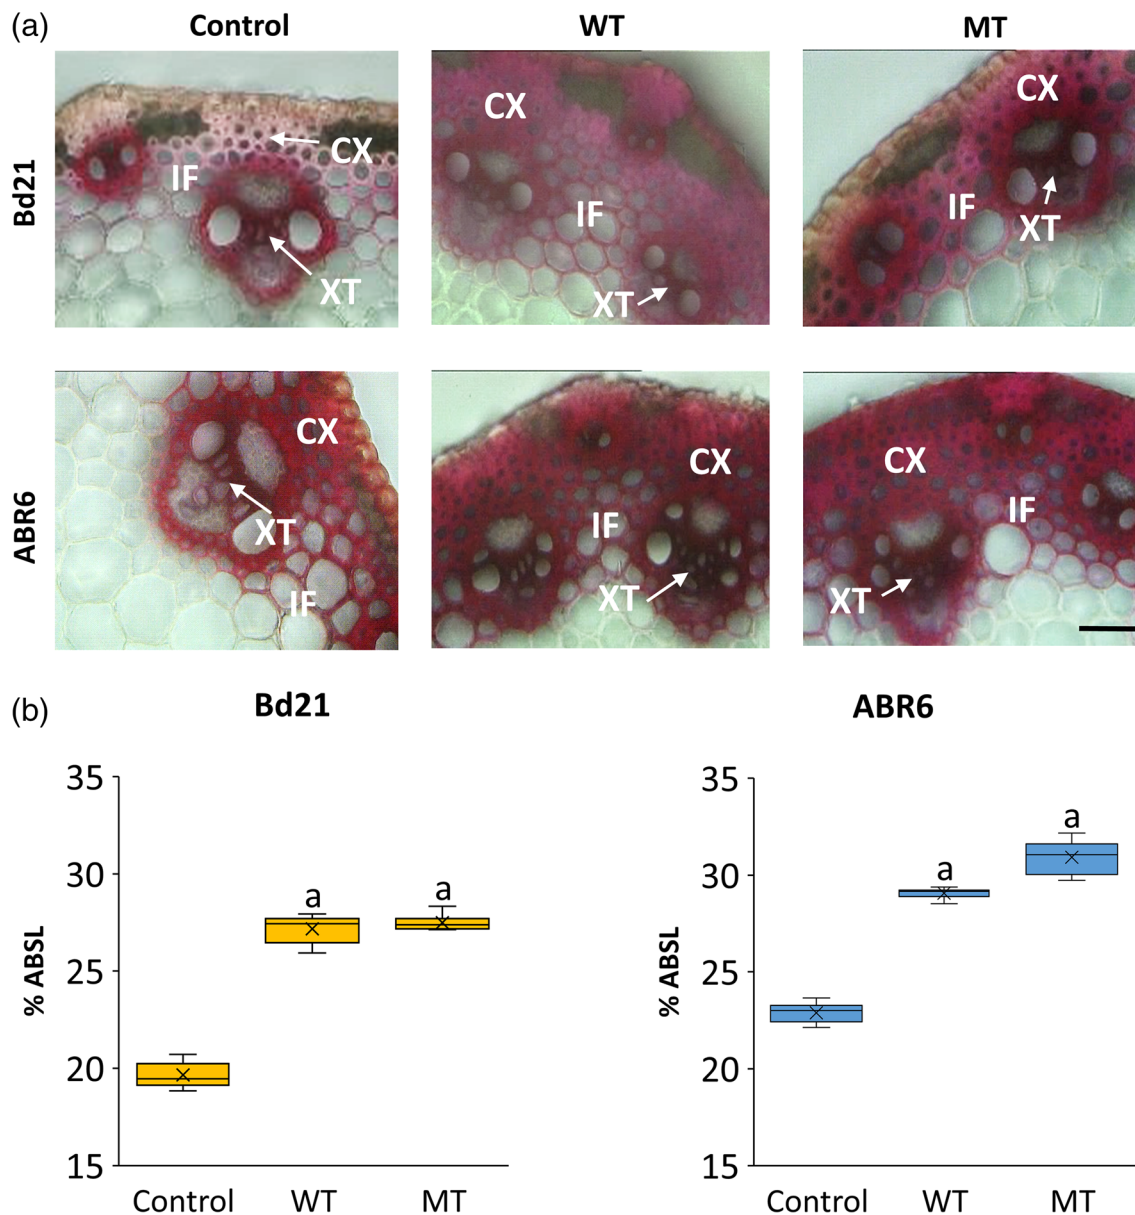 (a)
Control WT MT
Bd21
CX
IF
XT
CX
IF
XT
CX
IF
XT
ABR6
CX
XT
IF
CX
IF
XT
CX
IF
XT
(b)
Bd21 ABR6
% ABSL
35
30
25
20
15
a a
Control WT MT
% ABSL
35
30
25
20
15
a a
Control WT MT